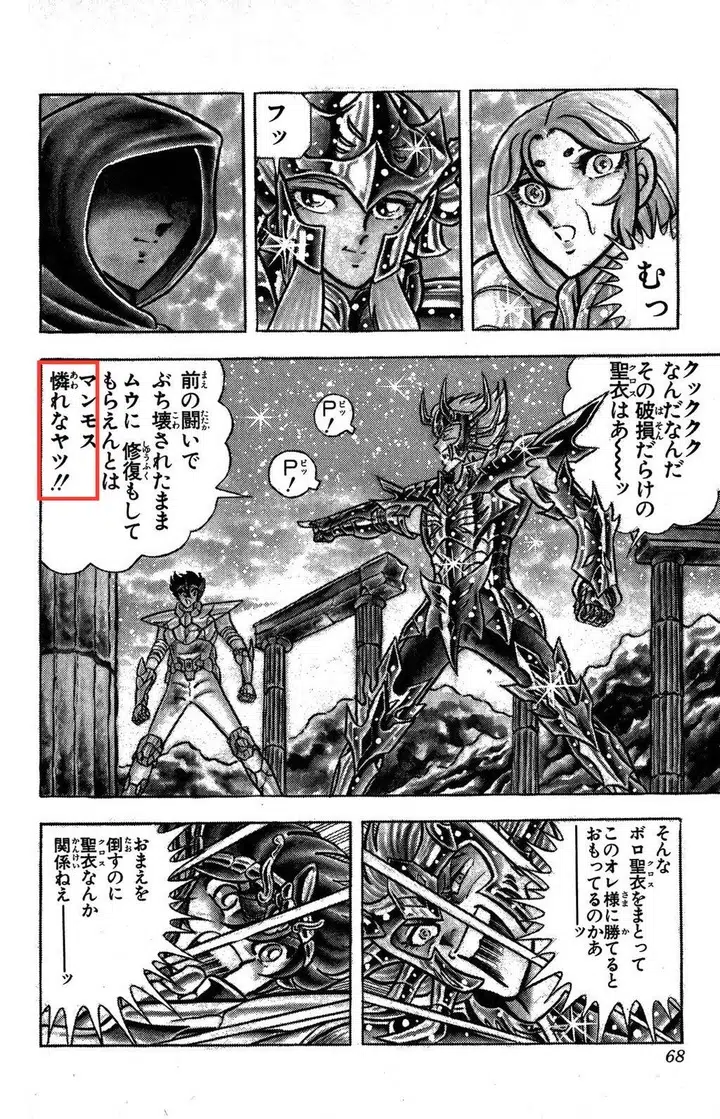 むっ
フッ
クックククク
なんだなんだ
その破損だらけの
聖衣はあ〜〜ッ
ピッ
P!
ピッ
P!
前の闘いで
ぶち壊されたまま
ムウに修復もして
もらえんとは
マンモス
憐れなヤツ!!
そんな
ボロ聖衣をまとって
このオレ様に勝てると
おもってるのかあ
──ッ
おまえを
倒すのに
聖衣なんか
関係ねえ
───ッ
68